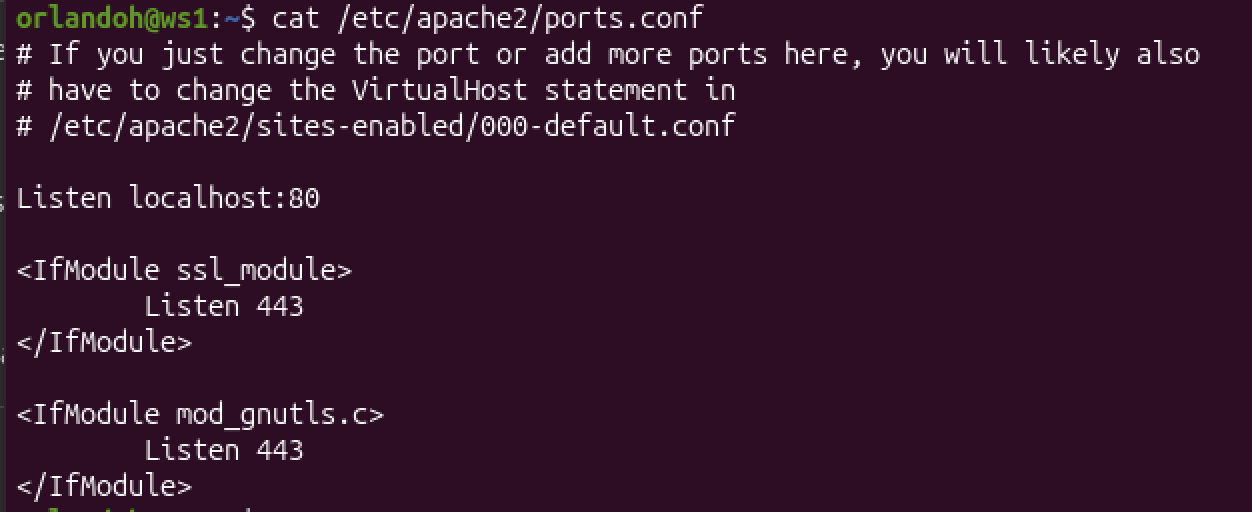 orlandoh@ws1:~$ cat /etc/apache2/ports.conf
# If you just change the port or add more ports here, you will likely also
# have to change the VirtualHost statement in
# /etc/apache2/sites-enabled/000-default.conf
Listen localhost:80
<IfModule ssl_module>
        Listen 443
</IfModule>
<IfModule mod_gnutls.c>
        Listen 443
</IfModule>